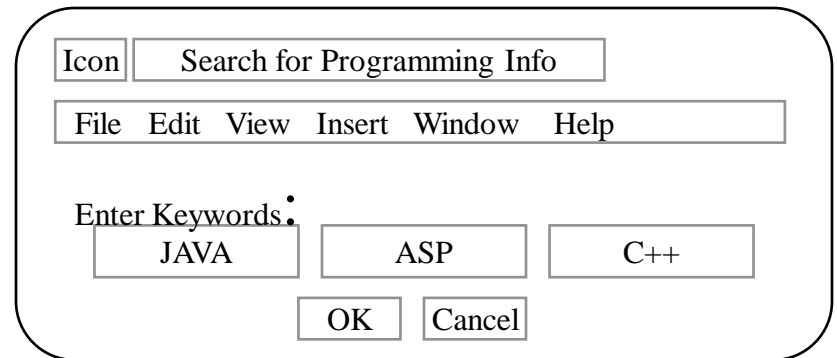 Icon Search for Programming Info
File Edit View Insert Window Help
Enter Keywords:
JAVA ASP C++
OK Cancel